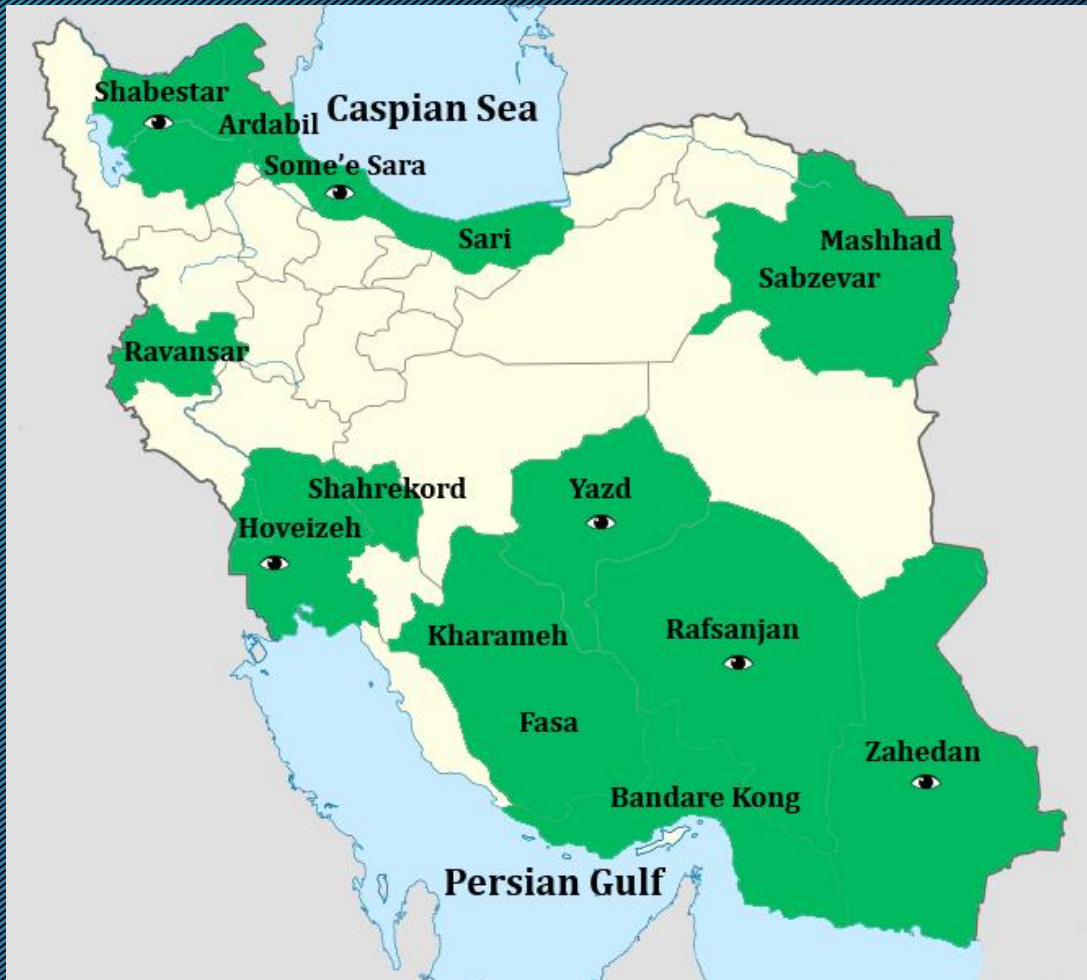 Shabestar
Caspian Sea
Ardabil
Some’e Sara
Sari
Mashhad
Sabzevar
Ravansar
Shahrekord
Yazd
Hoveizeh
Kharameh
Rafsanjan
Fasa
Zahedan
Bandare Kong
Persian Gulf